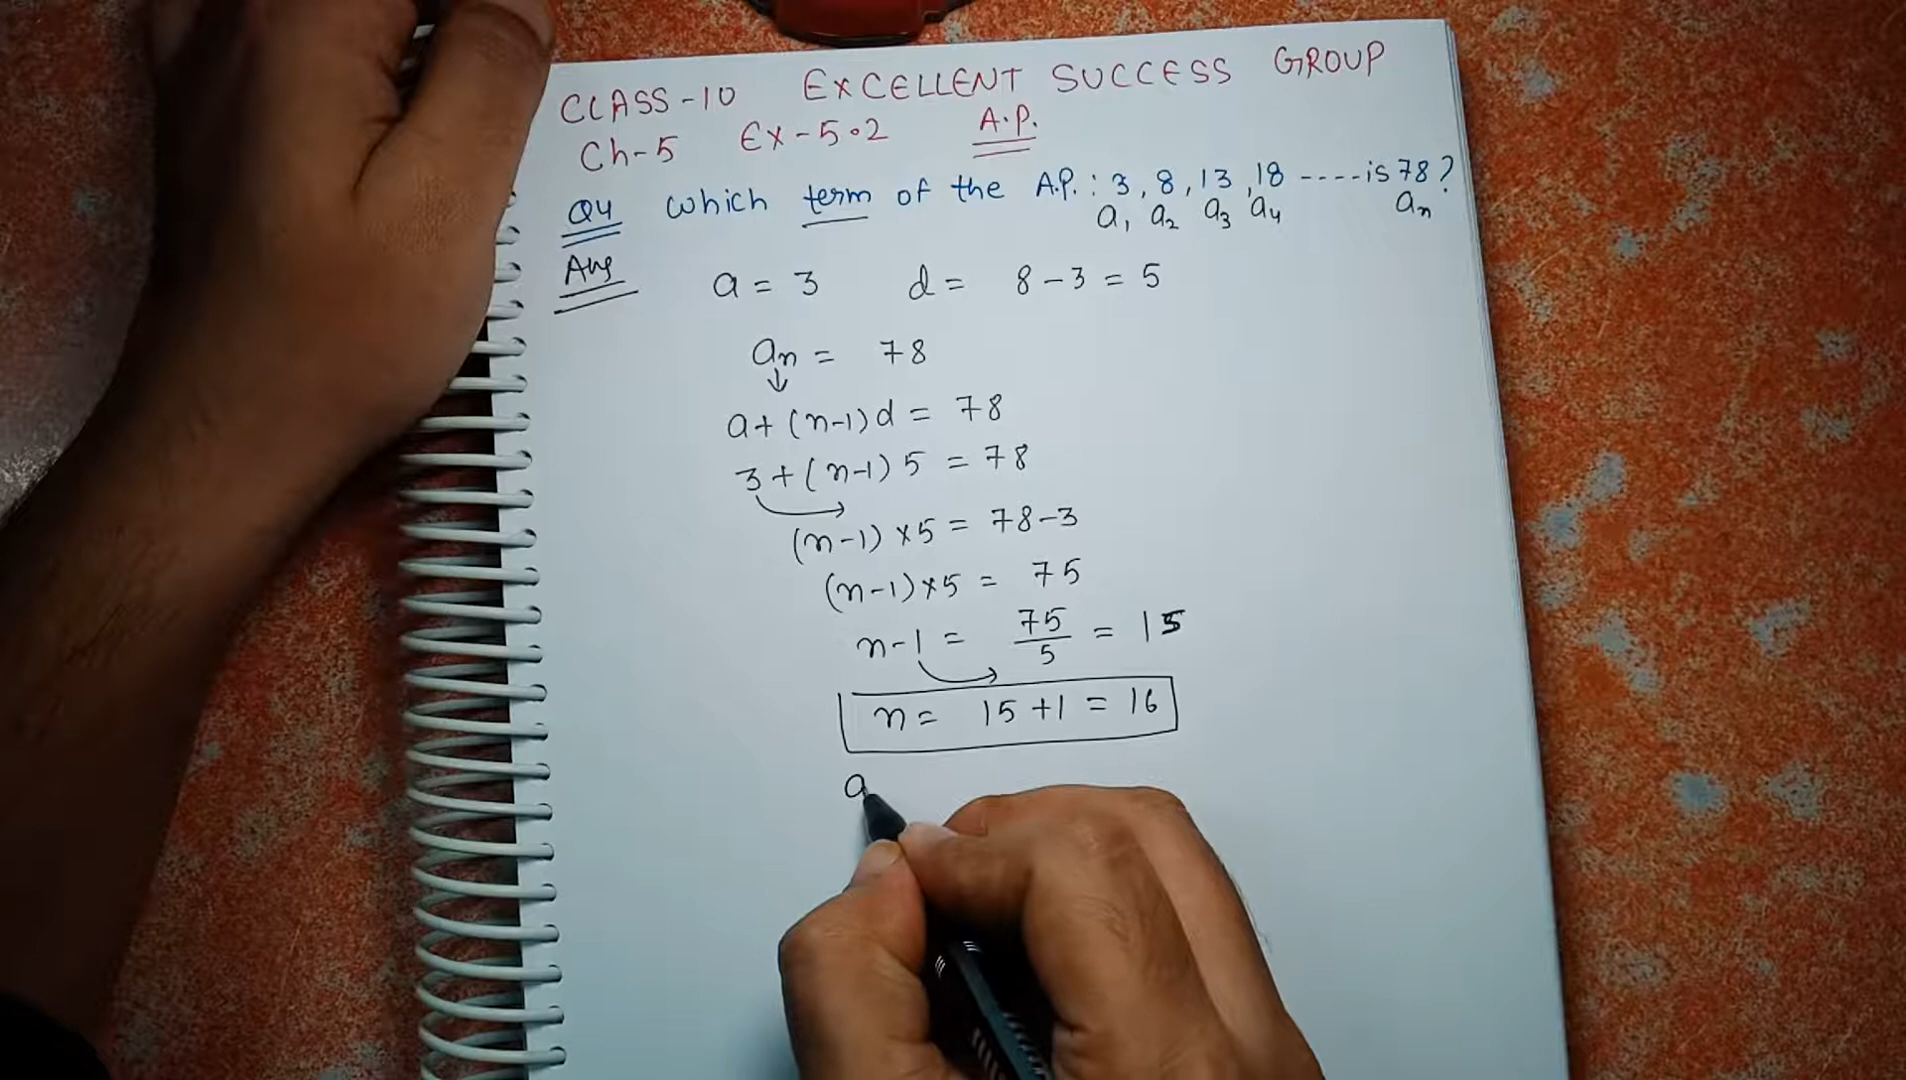 CLASS-10 EXCELLENT SUCCESS GROUP
Ch-5 Ex-5.2 A.P.
Q4 Which term of the A.P.: 3, 8, 13, 18 ----is 78?
a₁ a₂ a₃ a₄ aₙ
Ans a = 3 d = 8-3 = 5
aₙ = 78
↓
a+(n-1)d = 78
3+(n-1)5 = 78
(n-1)×5 = 78-3
(n-1)×5 = 75
n-1 = 75/5 = 15
n = 15+1 = 16
a